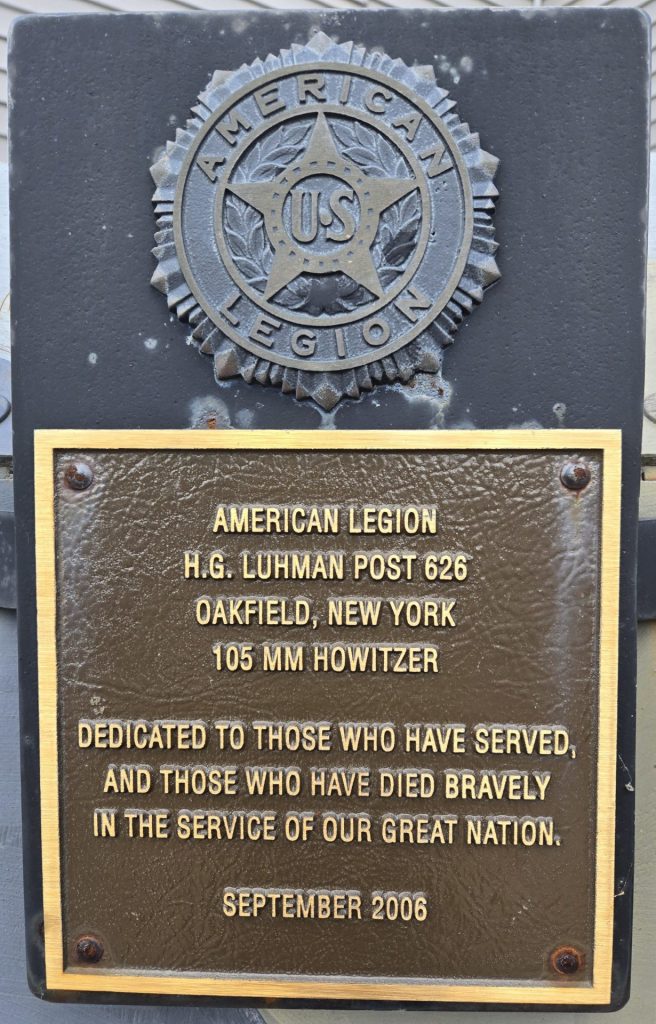 AMERICAN
U.S
LEGION
AMERICAN LEGION
H.G. LUHMAN POST 626
OAKFIELD, NEW YORK
105 MM HOWITZER
DEDICATED TO THOSE WHO HAVE SERVED,
AND THOSE WHO HAVE DIED BRAVELY
IN THE SERVICE OF OUR GREAT NATION.
SEPTEMBER 2006